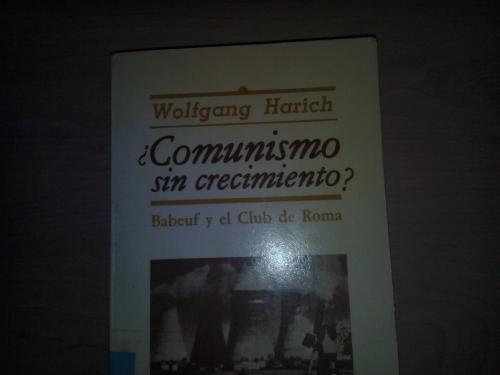 Wolfgang Harich
¿Comunismo
sin crecimiento?
Babeuf y el Club de Roma